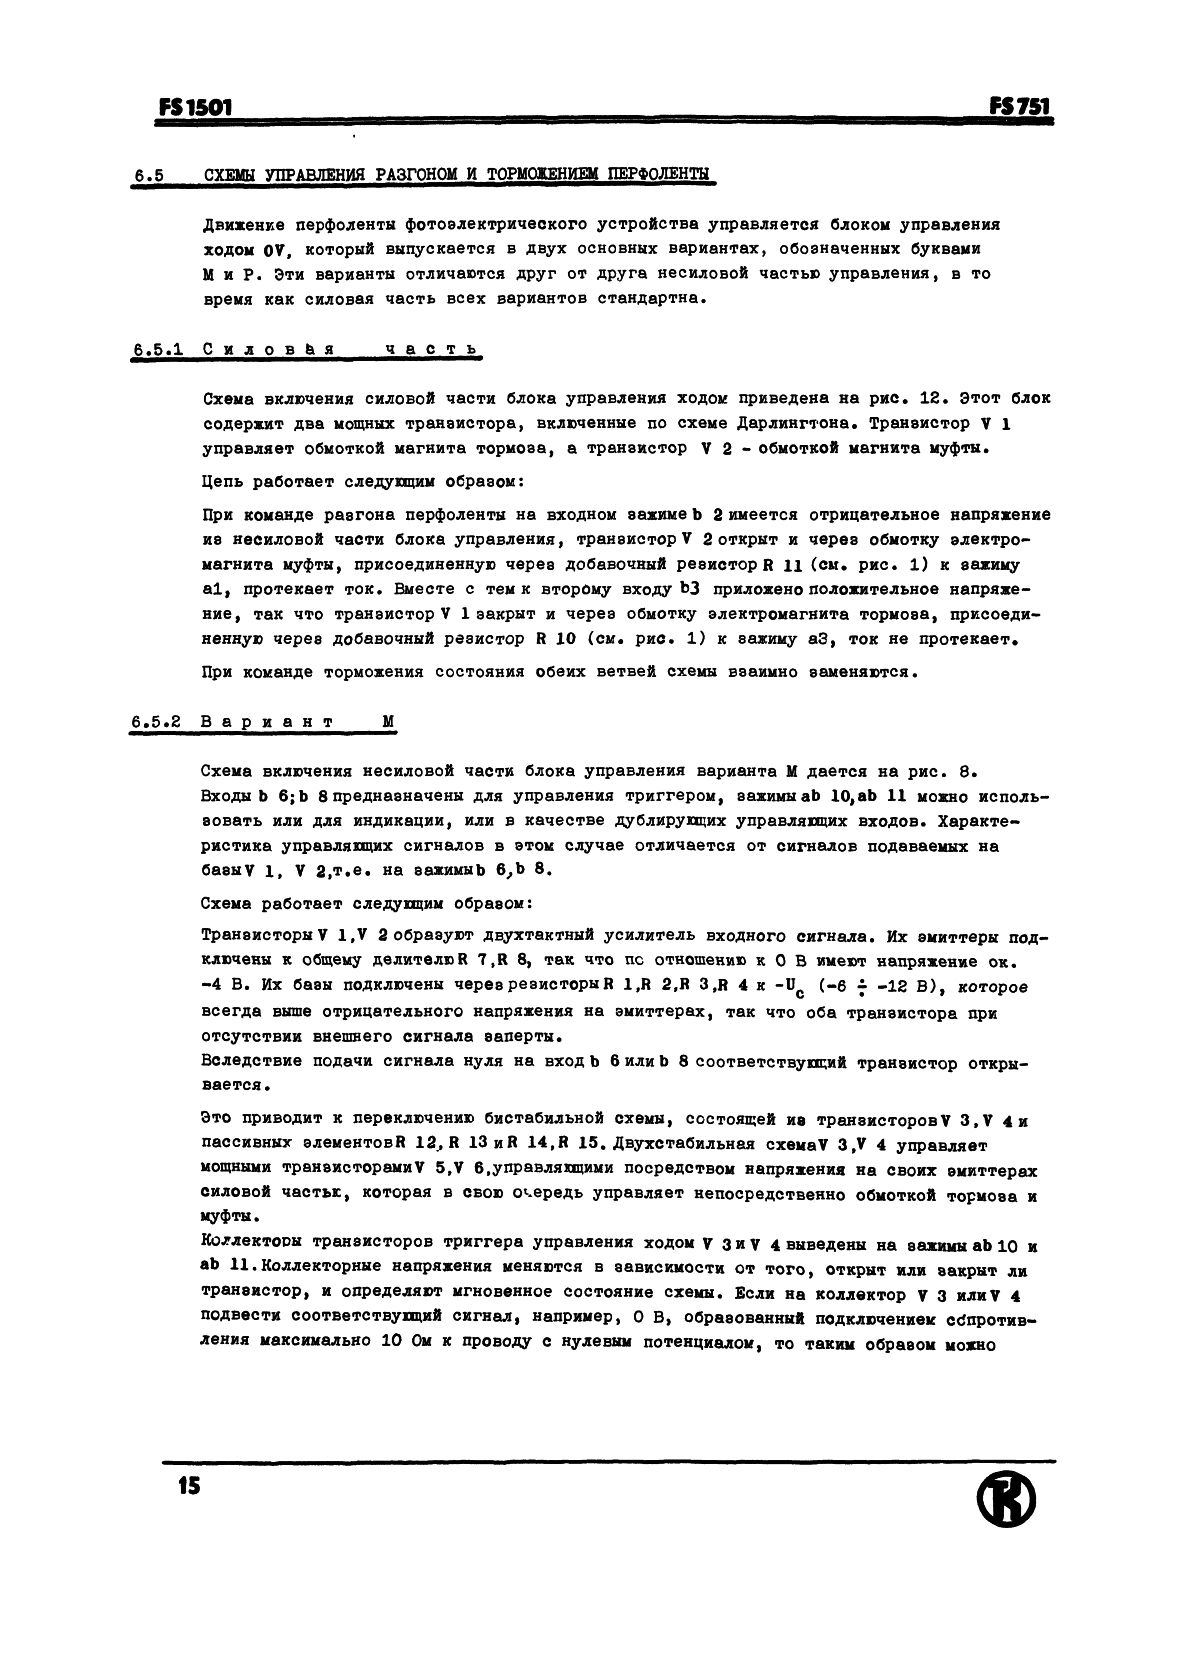 FS1501 FS751
6.5 СХЕМЫ УПРАВЛЕНИЯ РАЗГОНОМ И ТОРМОЖЕНИЕМ ПЕРФОЛЕНТЫ
Движение перфоленты фотоэлектрического устройства управляется блоком управления
ходом OV, который выпускается в двух основных вариантах, обозначенных буквами
М и Р. Эти варианты отличаются друг от друга несиловой частью управления, в то
время как силовая часть всех вариантов стандартна.
6.5.1 Силовая часть
Схема включения силовой части блока управления ходом приведена на рис. 12. Этот блок
содержит два мощных транзистора, включенные по схеме Дарлингтона. Транзистор V 1
управляет обмоткой магнита тормоза, а транзистор V 2 - обмоткой магнита муфты.
Цепь работает следующим образом:
При команде разгона перфоленты на входном зажиме b 2 имеется отрицательное напряжение
из несиловой части блока управления, транзистор V 2 открыт и через обмотку электро-
магнита муфты, присоединенную через добавочный резистор R 11 (см. рис. 1) к зажиму
a1, протекает ток. Вместе с тем к второму входу b3 приложено положительное напряже-
ние, так что транзистор V 1 закрыт и через обмотку электромагнита тормоза, присоеди-
ненную через добавочный резистор R 10 (см. рис. 1) к зажиму a3, ток не протекает.
При команде торможения состояния обеих ветвей схемы взаимно заменяются.
6.5.2 Вариант М
Схема включения несиловой части блока управления варианта М дается на рис. 8.
Входы b 6; b 8 предназначены для управления триггером, зажимы ab 10, ab 11 можно исполь-
зовать или для индикации, или в качестве дублирующих управляющих входов. Характе-
ристика управляющих сигналов в этом случае отличается от сигналов подаваемых на
базы V 1, V 2, т.е. на зажимы b 6, b 8.
Схема работает следующим образом:
Транзисторы V 1, V 2 образуют двухтактный усилитель входного сигнала. Их эмиттеры под-
ключены к общему делителю R 7, R 8, так что по отношению к 0 В имеют напряжение ок.
-4 В. Их базы подключены через резисторы R 1, R 2, R 3, R 4 к -Uc (-6 ÷ -12 В), которое
всегда выше отрицательного напряжения на эмиттерах, так что оба транзистора при
отсутствии внешнего сигнала заперты.
Вследствие подачи сигнала нуля на вход b 6 или b 8 соответствующий транзистор откры-
вается.
Это приводит к переключению бистабильной схемы, состоящей из транзисторов V 3, V 4 и
пассивных элементов R 12, R 13 и R 14, R 15. Двухстабильная схема V 3, V 4 управляет
мощными транзисторами V 5, V 6, управляющими посредством напряжения на своих эмиттерах
силовой частью, которая в свою очередь управляет непосредственно обмоткой тормоза и
муфты.
Коллекторы транзисторов триггера управления ходом V 3 и V 4 выведены на зажимы ab 10 и
ab 11. Коллекторные напряжения меняются в зависимости от того, открыт или закрыт ли
транзистор, и определяют мгновенное состояние схемы. Если на коллектор V 3 или V 4
подвести соответствующий сигнал, например, 0 В, образованный подключением сопротив-
ления максимально 10 Ом к проводу с нулевым потенциалом, то таким образом можно
15